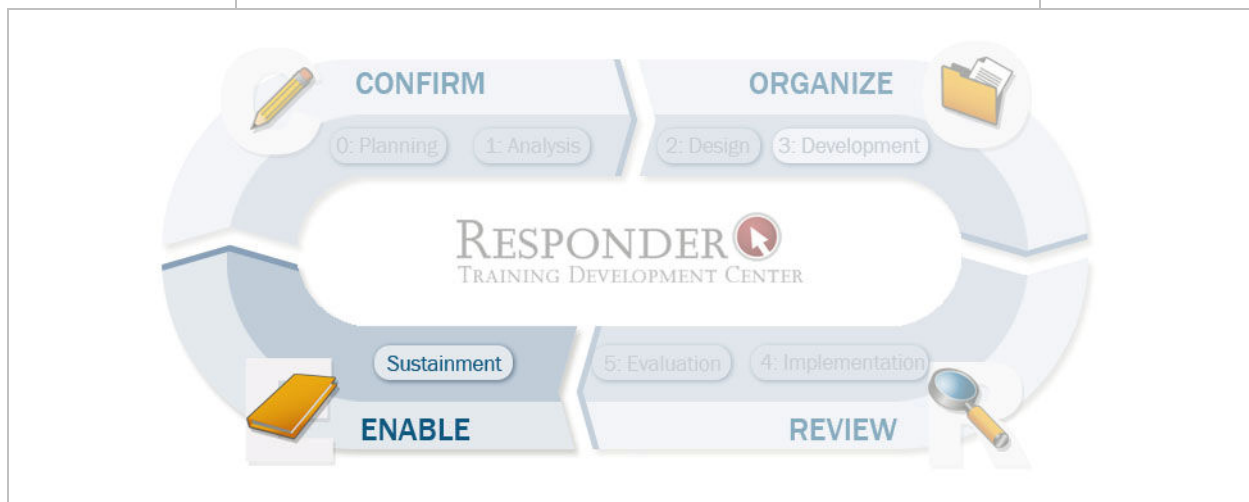 CONFIRM
ORGANIZE
0: Planning
1: Analysis
2: Design
3: Development
RESPONDER
TRAINING DEVELOPMENT CENTER
Sustainment
5: Evaluation
4: Implementation
ENABLE
REVIEW
R